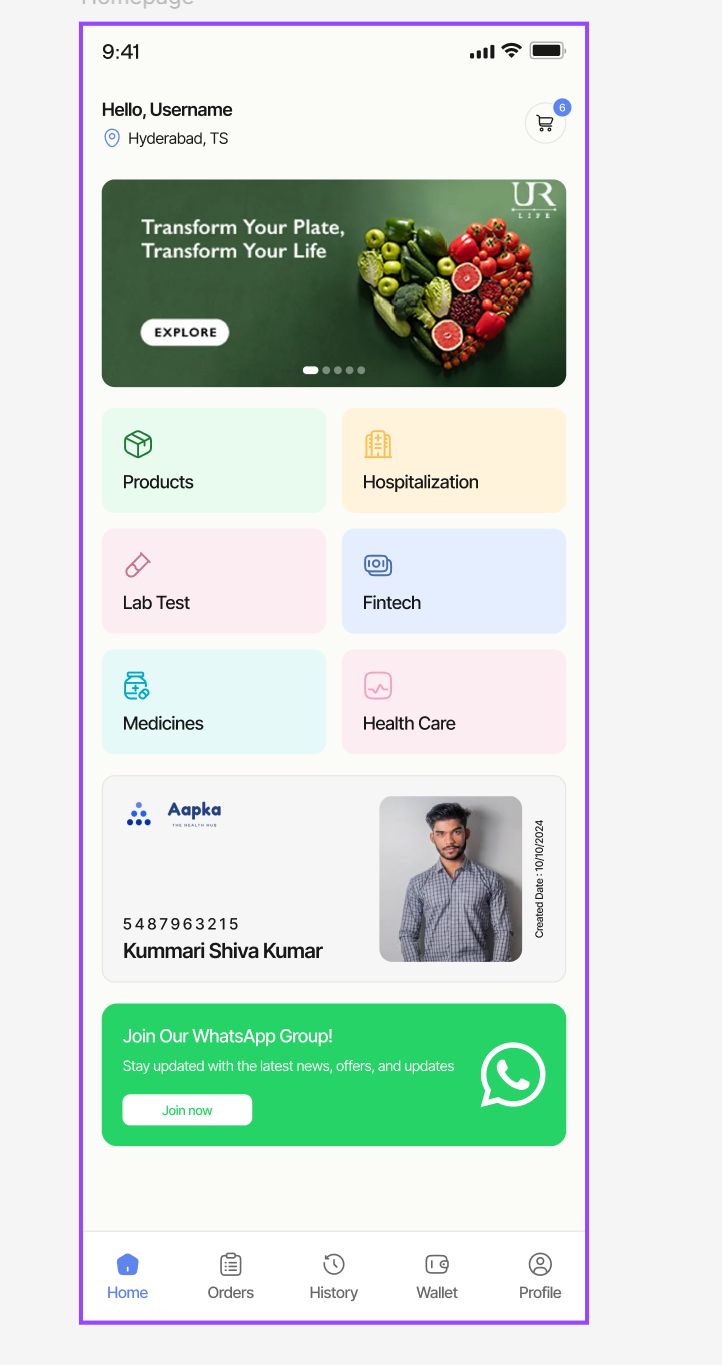 Homepage
9:41
Hello, Username
6
Hyderabad, TS
UR
LIFE
Transform Your Plate,
Transform Your Life
EXPLORE
Products
Hospitalization
Lab Test
Fintech
Medicines
Health Care
Aapka
THE HEALTH HUB
Created Date : 10/10/2024
5487963215
Kummari Shiva Kumar
Join Our WhatsApp Group!
Stay updated with the latest news, offers, and updates
Join now
Home
Orders
History
Wallet
Profile